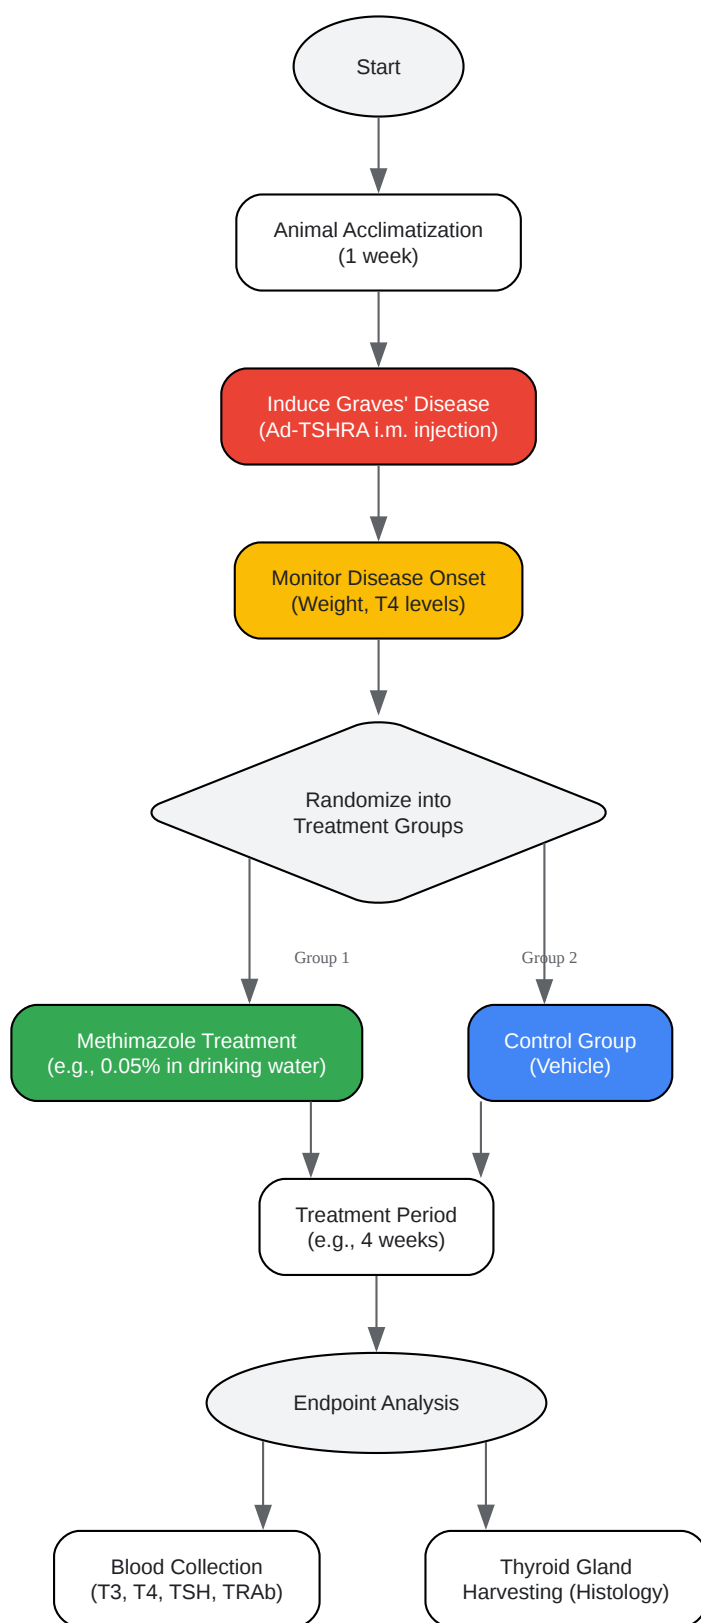 Start
Animal Acclimatization
(1 week)
Induce Graves' Disease
(Ad-TSHRA i.m. injection)
Monitor Disease Onset
(Weight, T4 levels)
Randomize into
Treatment Groups
Group 1
Group 2
Methimazole Treatment
(e.g., 0.05% in drinking water)
Control Group
(Vehicle)
Treatment Period
(e.g., 4 weeks)
Endpoint Analysis
Blood Collection
(T3, T4, TSH, TRAb)
Thyroid Gland
Harvesting (Histology)